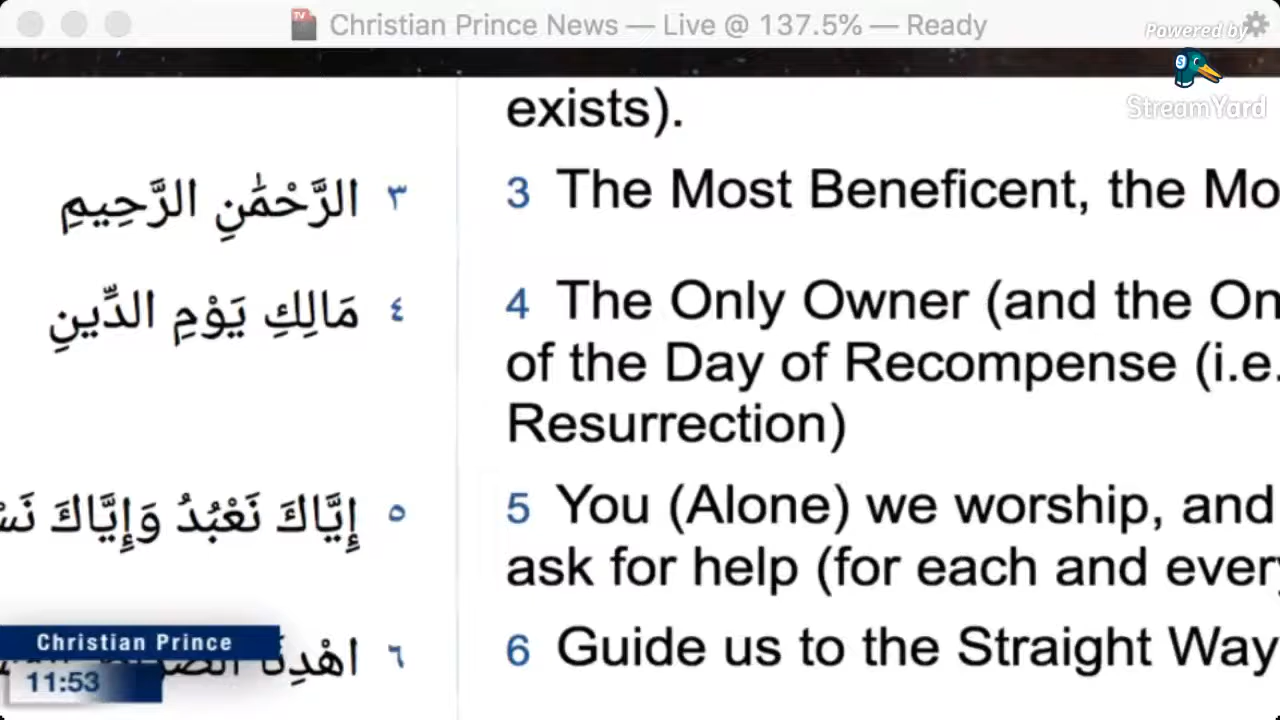 Christian Prince News — Live @ 137.5% — Ready
Powered by
StreamYard
exists).
الرَّحْمَٰنِ الرَّحِيمِ ٣
3 The Most Beneficent, the Mo
مَالِكِ يَوْمِ الدِّينِ ٤
4 The Only Owner (and the On
of the Day of Recompense (i.e.
Resurrection)
إِيَّاكَ نَعْبُدُ وَإِيَّاكَ نَسْ ٥
5 You (Alone) we worship, and
ask for help (for each and every
اهْدِنَا ٦
6 Guide us to the Straight Way
Christian Prince
11:53